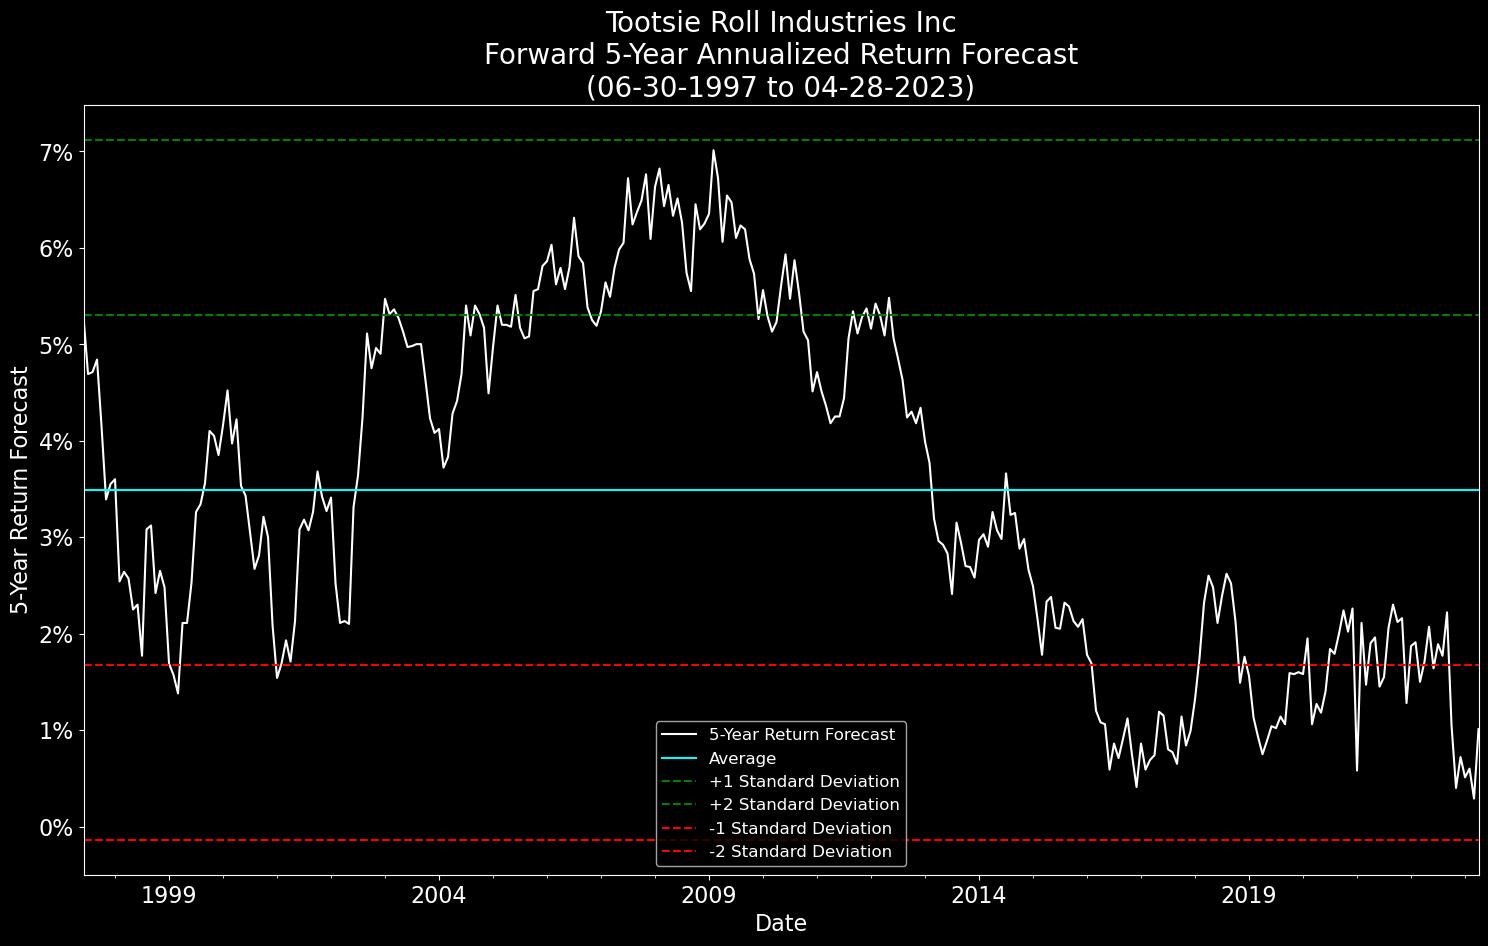 Tootsie Roll Industries Inc
Forward 5-Year Annualized Return Forecast
(06-30-1997 to 04-28-2023)
5-Year Return Forecast
7%
6%
5%
4%
3%
2%
1%
0%
5-Year Return Forecast
Average
+1 Standard Deviation
+2 Standard Deviation
-1 Standard Deviation
-2 Standard Deviation
1999 2004 2009 2014 2019
Date